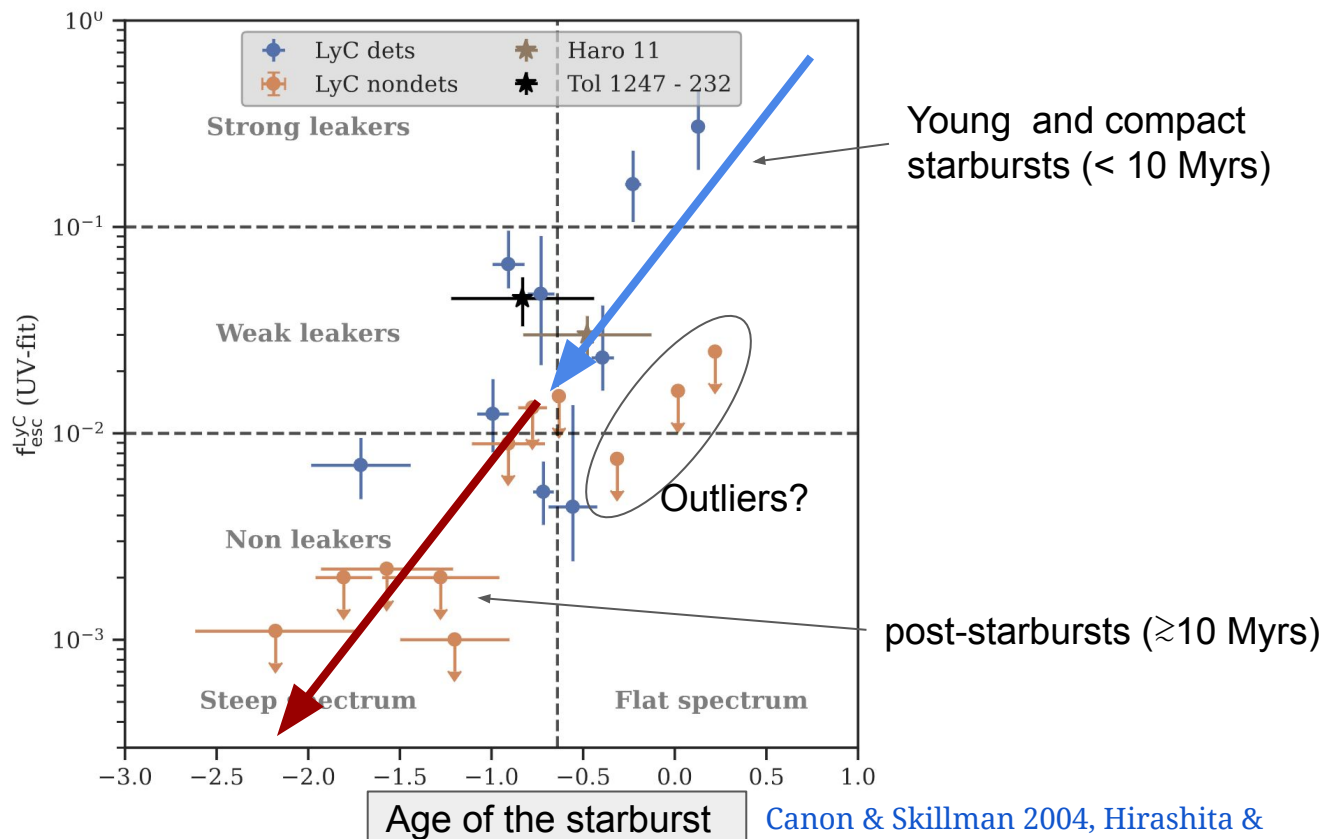 10⁰
LyC dets
Haro 11
LyC nondets
Tol 1247 - 232
Strong leakers
Young and compact
starbursts (< 10 Myrs)
10⁻¹
Weak leakers
f_esc^LyC (UV-fit)
10⁻²
Outliers?
Non leakers
10⁻³
post-starbursts (≳10 Myrs)
Steep spectrum
Flat spectrum
−3.0 −2.5 −2.0 −1.5 −1.0 −0.5 0.0 0.5 1.0
Age of the starburst
Canon & Skillman 2004, Hirashita &